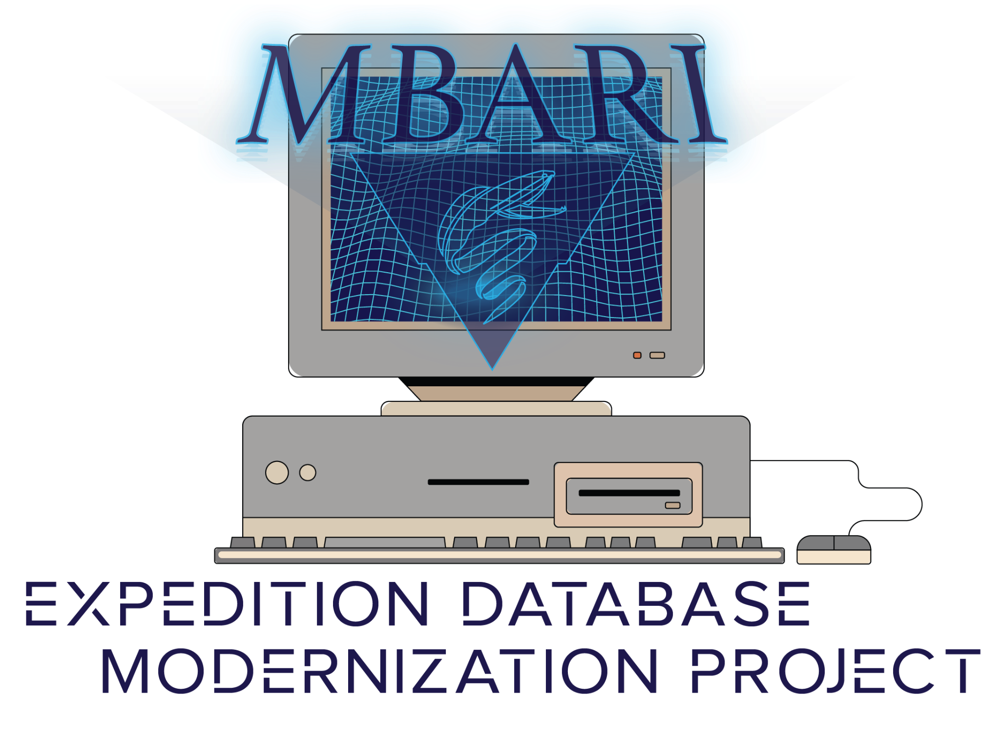 MBARI
EXPEDITION DATABASE
MODERNIZATION PROJECT